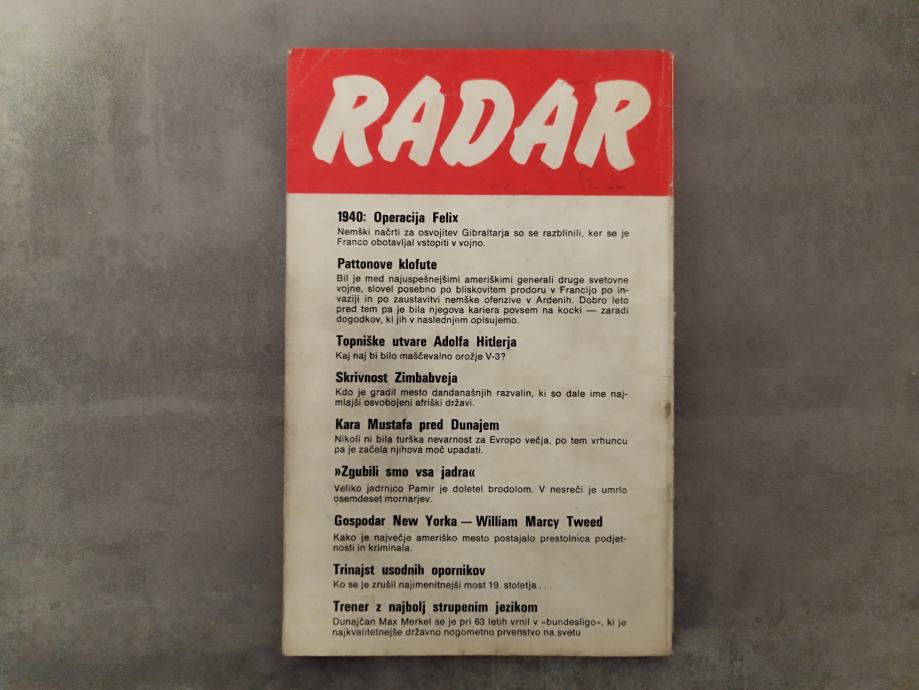 RADAR
1940: Operacija Felix
Nemški načrti za osvojitev Gibraltarja so se razblinili, ker se je
Franco obotavljal vstopiti v vojno.
Pattonove klofute
Bil je med najuspešnejšimi ameriškimi generali druge svetovne
vojne, slovel posebno po bliskovitem prodoru v Francijo po in-
vaziji in po zaustavitvi nemške ofenzive v Ardenih. Dobro leto
pred tem pa je bila njegova kariera povsem na kocki — zaradi
dogodkov, ki jih v naslednjem opisujemo.
Topniške utvare Adolfa Hitlerja
Kaj naj bi bilo maščevalno orožje V-3?
Skrivnost Zimbabveja
Kdo je gradil mesto dandanašnjih razvalin, ki so dale ime naj-
mlajši osvobojeni afriški državi.
Kara Mustafa pred Dunajem
Nikoli ni bila turška nevarnost za Evropo večja, po tem vrhuncu
pa je začela njihova moč upadati.
»Zgubili smo vsa jadra«
Veliko jadrnico Pamir je doletel brodolom. V nesreči je umrlo
osemdeset mornarjev.
Gospodar New Yorka — William Marcy Tweed
Kako je največje ameriško mesto postajalo prestolnica podjet-
nosti in kriminala.
Trinajst usodnih opornikov
Ko se je zrušil najimenitnejši most 19. stoletja . . .
Trener z najbolj strupenim jezikom
Dunajčan Max Merkel se je pri 63 letih vrnil v »bundesligo«, ki je
najkvalitetnejše državno nogometno prvenstvo na svetu